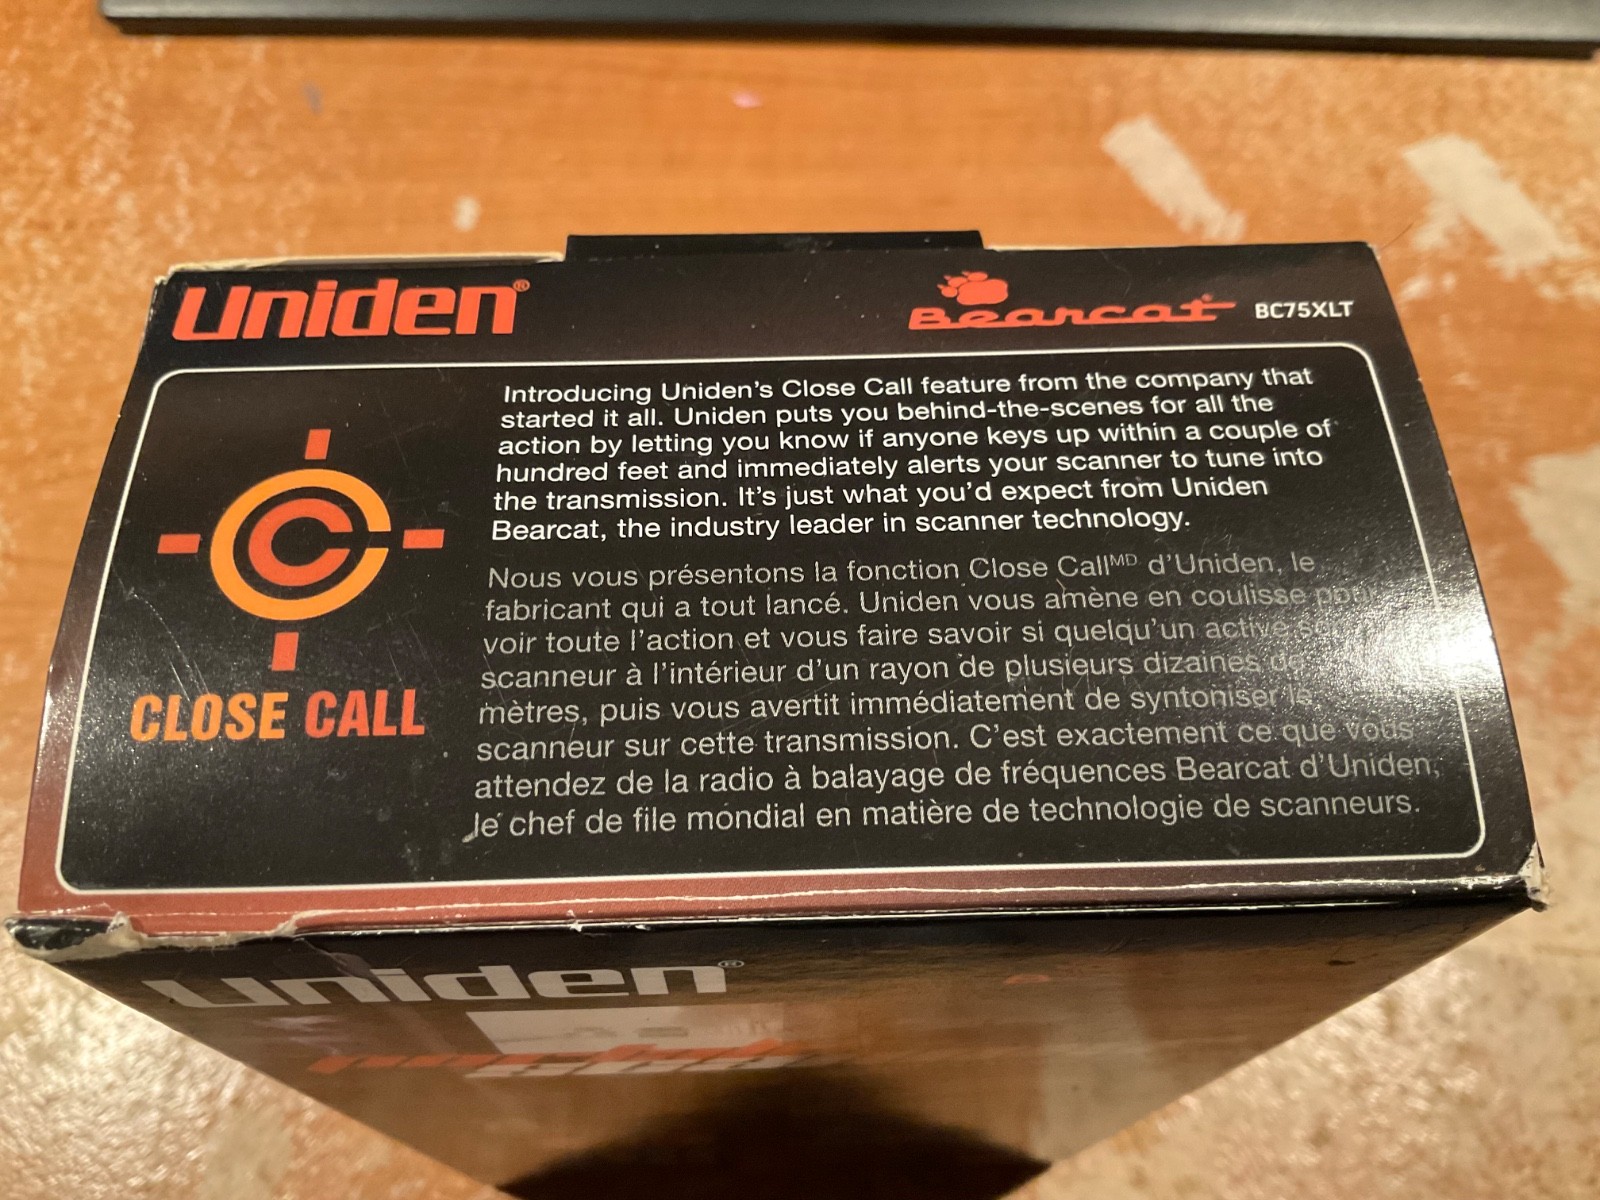 Uniden®
Bearcat® BC75XLT
Introducing Uniden's Close Call feature from the company that
started it all. Uniden puts you behind-the-scenes for all the
action by letting you know if anyone keys up within a couple of
hundred feet and immediately alerts your scanner to tune into
the transmission. It's just what you'd expect from Uniden
Bearcat, the industry leader in scanner technology.
CLOSE CALL
Nous vous présentons la fonction Close Callᴹᴰ d'Uniden, le
fabricant qui a tout lancé. Uniden vous amène en coulisse pour
voir toute l'action et vous faire savoir si quelqu'un active
scanneur à l'intérieur d'un rayon de plusieurs dizaines de
mètres, puis vous avertit immédiatement de syntoniser le
scanneur sur cette transmission. C'est exactement ce que vous
attendez de la radio à balayage de fréquences Bearcat d'Uniden,
le chef de file mondial en matière de technologie de scanneurs.
Uniden®